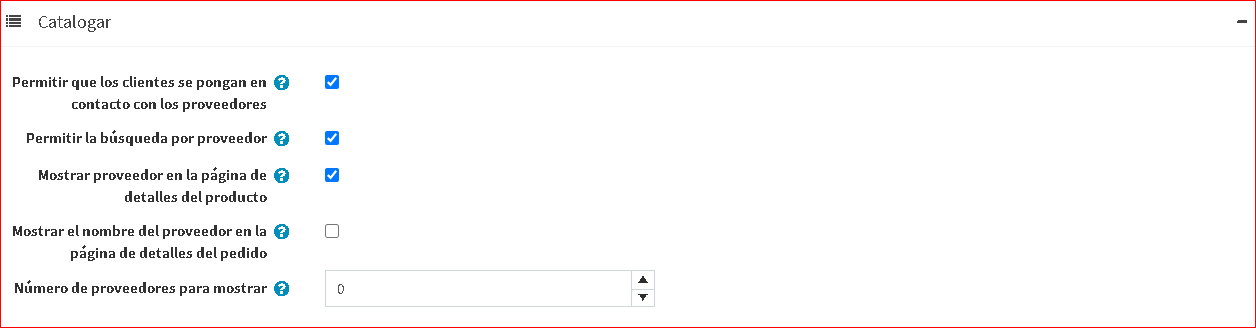 Catalogar
Permitir que los clientes se pongan en
contacto con los proveedores
Permitir la búsqueda por proveedor
Mostrar proveedor en la página de
detalles del producto
Mostrar el nombre del proveedor en la
página de detalles del pedido
Número de proveedores para mostrar
0